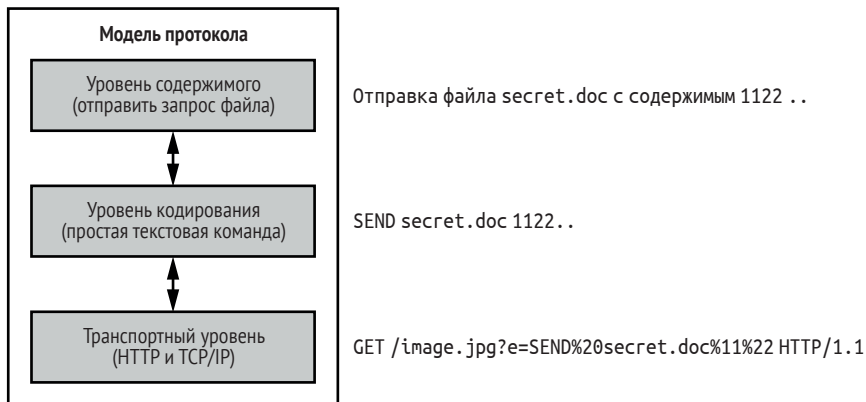 Модель протокола
Уровень содержимого
(отправить запрос файла)
Отправка файла secret.doc с содержимым 1122 ..
Уровень кодирования
(простая текстовая команда)
SEND secret.doc 1122..
Транспортный уровень
(HTTP и TCP/IP)
GET /image.jpg?e=SEND%20secret.doc%11%22 HTTP/1.1